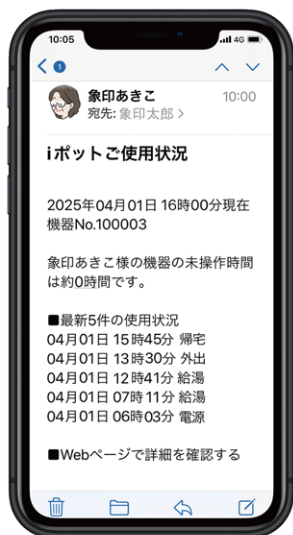 10:05
4G
1
象印あきこ
10:00
宛先: 象印太郎 >
iポットご使用状況
2025年04月01日 16時00分現在
機器No.100003
象印あきこ様の機器の未操作時間
は約0時間です。
■最新5件の使用状況
04月01日 15時45分 帰宅
04月01日 13時30分 外出
04月01日 12時41分 給湯
04月01日 07時11分 給湯
04月01日 06時03分 電源
■Webページで詳細を確認する